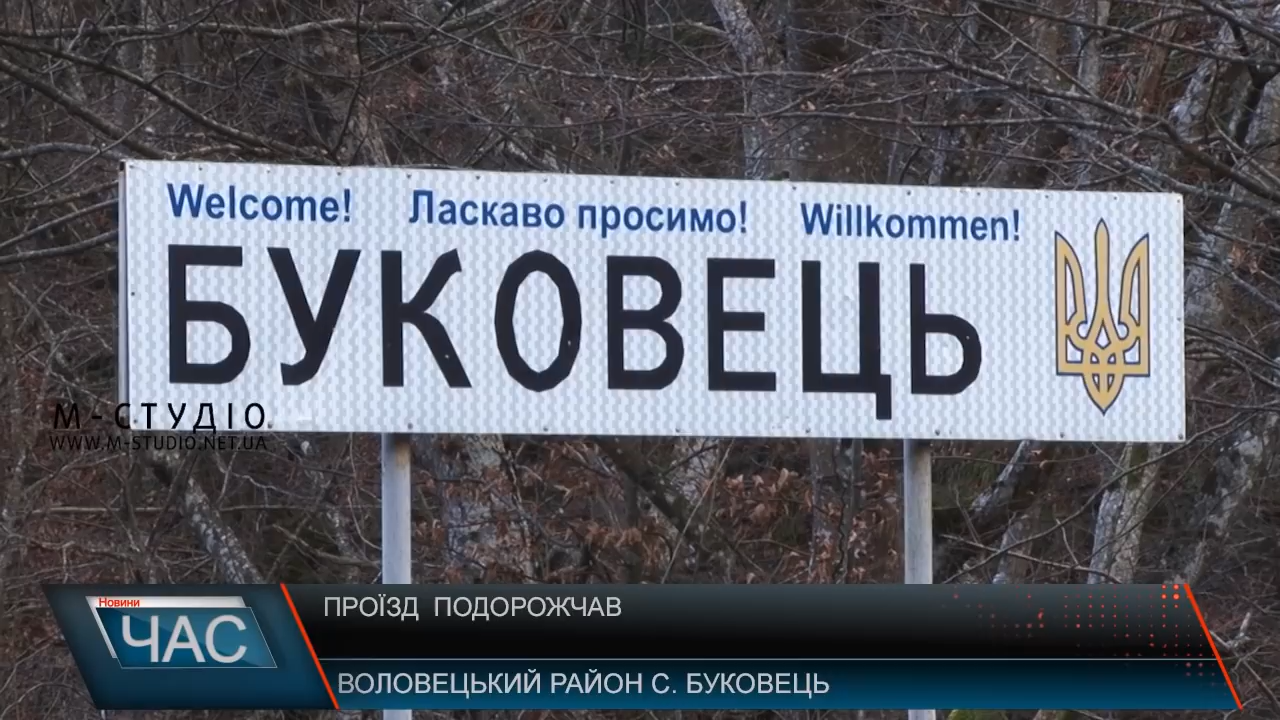 Welcome! Ласкаво просимо! Willkommen!
БУКОВЕЦЬ
М-СТУДІО
WWW.M-STUDIO.NET.UA
Новини
ЧАС
ПРОЇЗД ПОДОРОЖЧАВ
ВОЛОВЕЦЬКИЙ РАЙОН С. БУКОВЕЦЬ